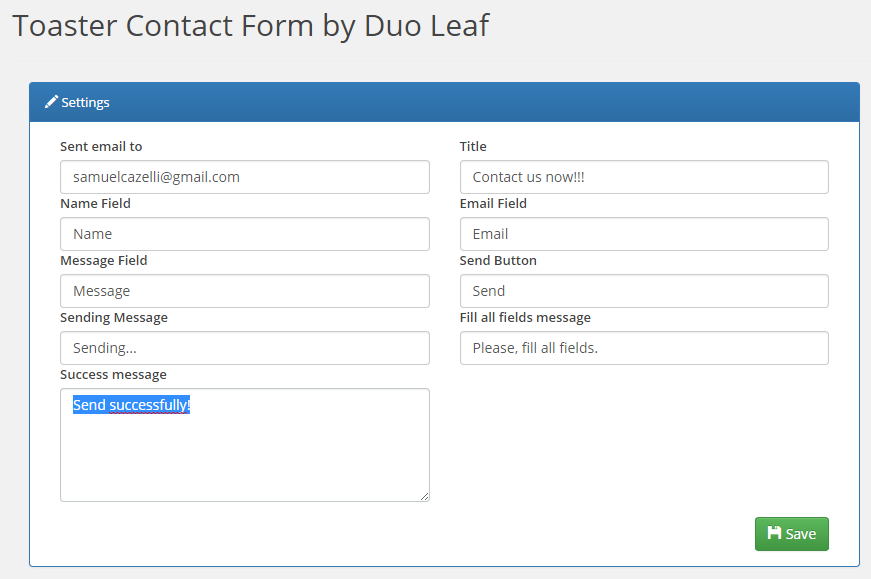 Toaster Contact Form by Duo Leaf
Settings
Sent email to
samuelcazelli@gmail.com
Title
Contact us now!!!
Name Field
Name
Email Field
Email
Message Field
Message
Send Button
Send
Sending Message
Sending...
Fill all fields message
Please, fill all fields.
Success message
Send successfully!
Save